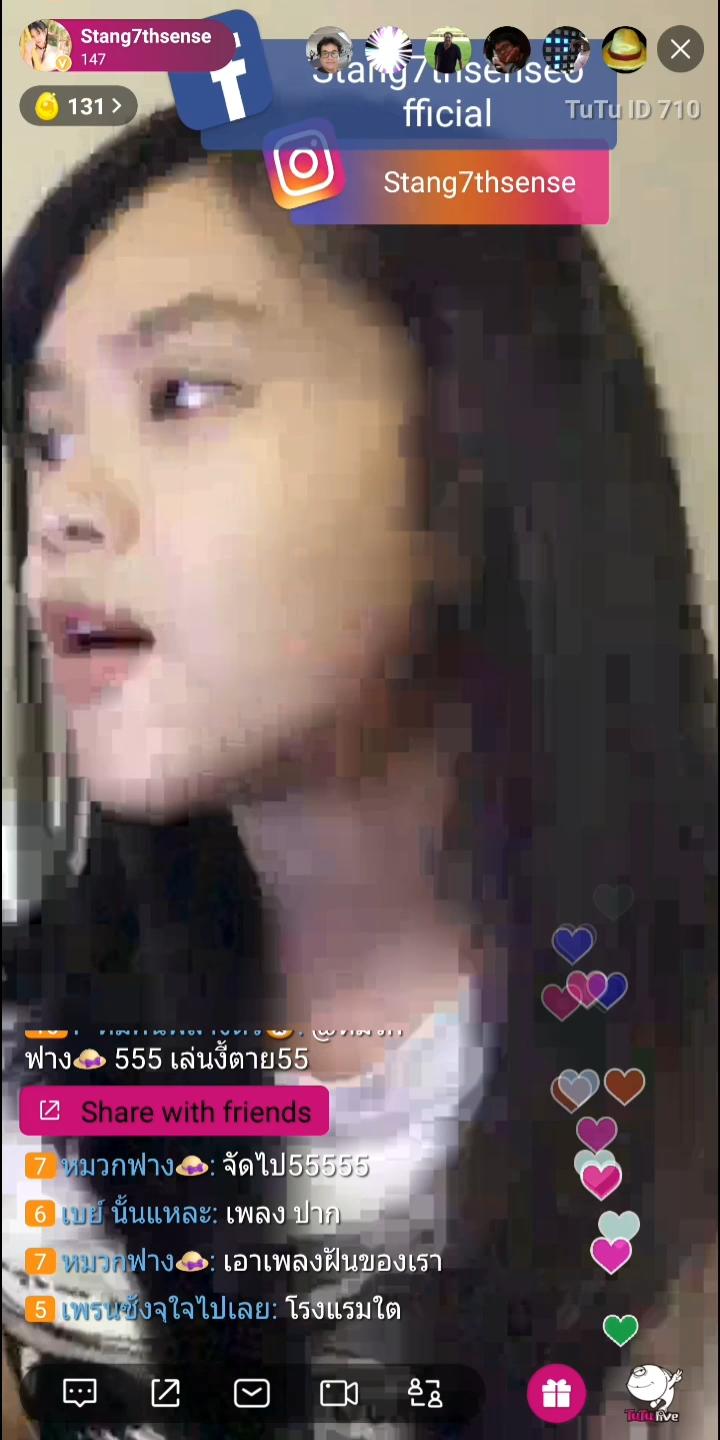 Stang7thsense
147
131
Stang7thsenseo
fficial
TuTu ID 710
Stang7thsense
ฟาง 555 เล่นงี้ตาย55
Share with friends
7 หมวกฟาง: จัดไป55555
6 เบย์ นั้นแหละ: เพลง ปาก
7 หมวกฟาง: เอาเพลงฝันของเรา
5 เพรนซังจุใจไปเลย: โรงแรมใต
TuTu live